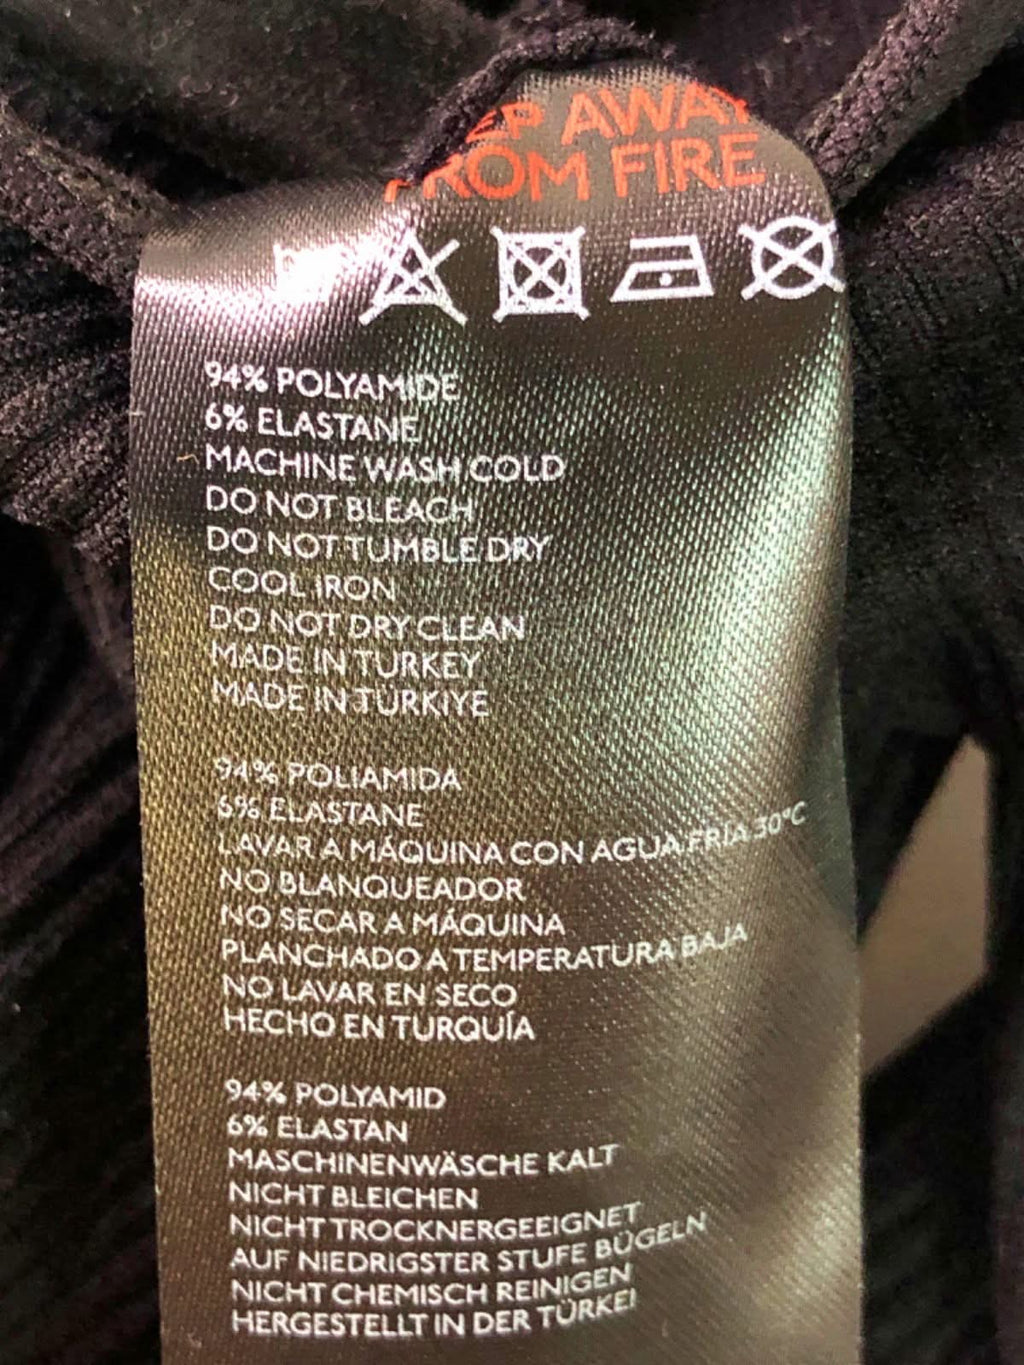 AWAY
FROM FIRE
94% POLYAMIDE
6% ELASTANE
MACHINE WASH COLD
DO NOT BLEACH
DO NOT TUMBLE DRY
COOL IRON
DO NOT DRY CLEAN
MADE IN TURKEY
MADE IN TÜRKIYE
94% POLIAMIDA
6% ELASTANE
LAVAR A MÁQUINA CON AGUA FRÍA 30°C
NO BLANQUEADOR
NO SECAR A MÁQUINA
PLANCHADO A TEMPERATURA BAJA
NO LAVAR EN SECO
HECHO EN TURQUÍA
94% POLYAMID
6% ELASTAN
MASCHINENWÄSCHE KALT
NICHT BLEICHEN
NICHT TROCKNERGEEIGNET
AUF NIEDRIGSTER STUFE BÜGELN
NICHT CHEMISCH REINIGEN
HERGESTELLT IN DER TÜRKEI